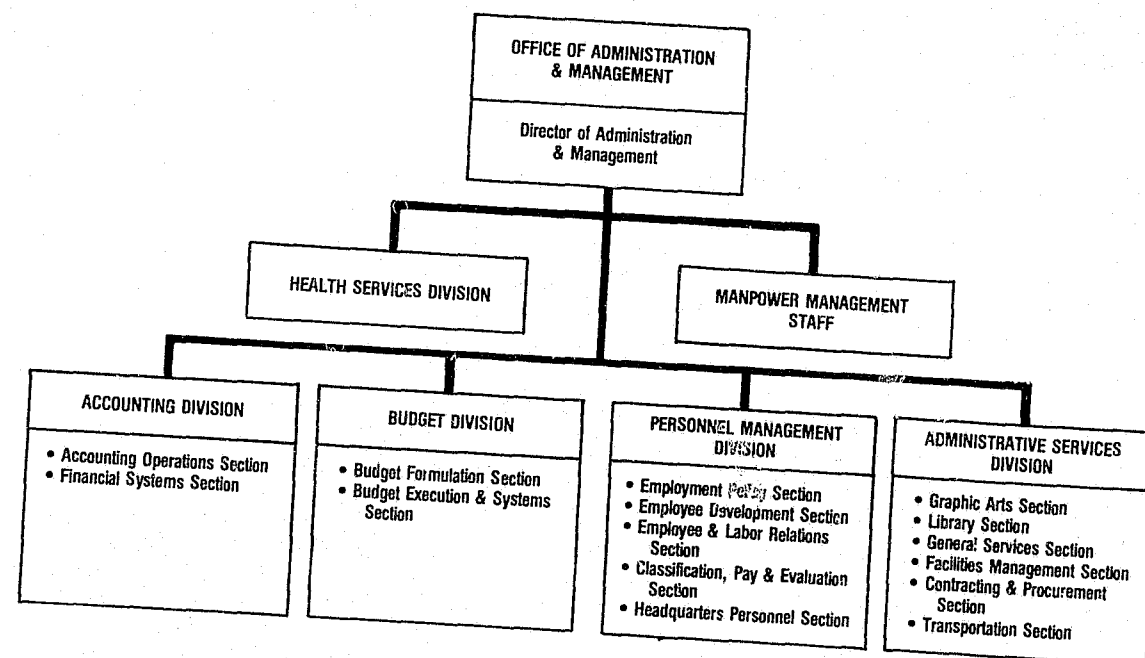 OFFICE OF ADMINISTRATION
& MANAGEMENT
Director of Administration
& Management
HEALTH SERVICES DIVISION
MANPOWER MANAGEMENT
STAFF
ACCOUNTING DIVISION
• Accounting Operations Section
• Financial Systems Section
BUDGET DIVISION
• Budget Formulation Section
• Budget Execution & Systems
Section
PERSONNEL MANAGEMENT
DIVISION
• Employment Policy Section
• Employee Development Section
• Employee & Labor Relations
Section
• Classification, Pay & Evaluation
Section
• Headquarters Personnel Section
ADMINISTRATIVE SERVICES
DIVISION
• Graphic Arts Section
• Library Section
• General Services Section
• Facilities Management Section
• Contracting & Procurement
Section
• Transportation Section